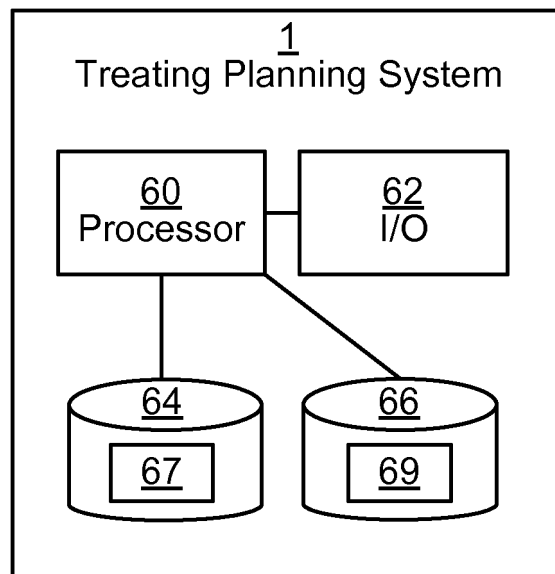 1
Treating Planning System
60
Processor
62
I/O
64
66
67
69